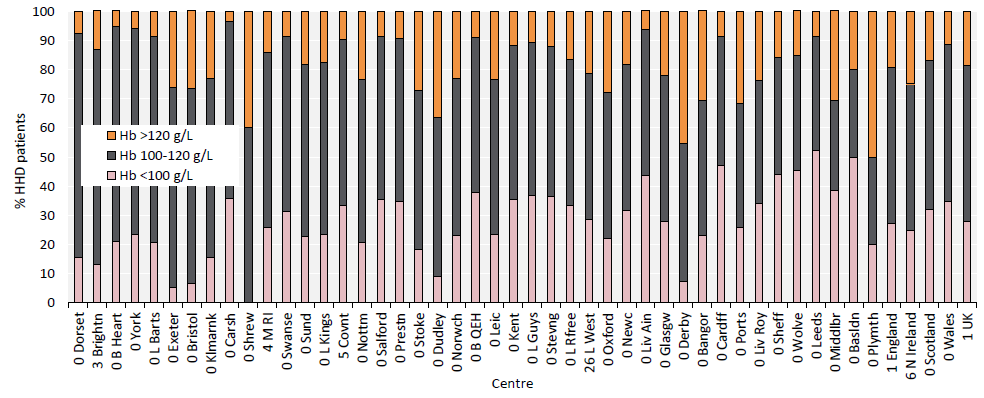 100
90
80
70
60
50
40
30
20
10
0
% HHD patients
Hb >120 g/L
Hb 100-120 g/L
Hb <100 g/L
0 Dorset
3 Brightn
0 B Heart
0 York
0 L Barts
0 Exeter
0 Bristol
0 Klmarnk
0 Carsh
0 Shrew
4 M RI
0 Swanse
0 Sund
0 L Kings
5 Covnt
0 Nottm
0 Salford
0 Prestn
0 Stoke
0 Dudley
0 Norwch
0 B QEH
0 Leic
0 Kent
0 L Guys
0 Stevng
0 L Rfree
26 L West
0 Oxford
0 Newc
0 Liv Ain
0 Glasgw
0 Derby
0 Bangor
0 Cardff
0 Ports
0 Liv Roy
0 Sheff
0 Wolve
0 Leeds
0 Middlbr
0 Basldn
0 Plymth
1 England
6 N Ireland
0 Scotland
0 Wales
1 UK
Centre